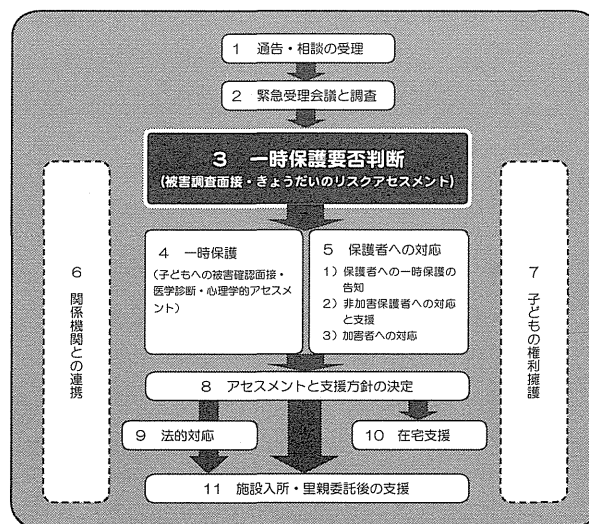 1　通告・相談の受理
2　緊急受理会議と調査
3　一時保護要否判断
(被害調査面接・きょうだいのリスクアセスメント)
6　関係機関との連携
4　一時保護
(子どもへの被害確認面接・
医学診断・心理学的アセスメ
ント)
5　保護者への対応
1）保護者への一時保護の
告知
2）非加害保護者への対応
と支援
3）加害者への対応
7　子どもの権利擁護
8　アセスメントと支援方針の決定
9　法的対応
10　在宅支援
11　施設入所・里親委託後の支援